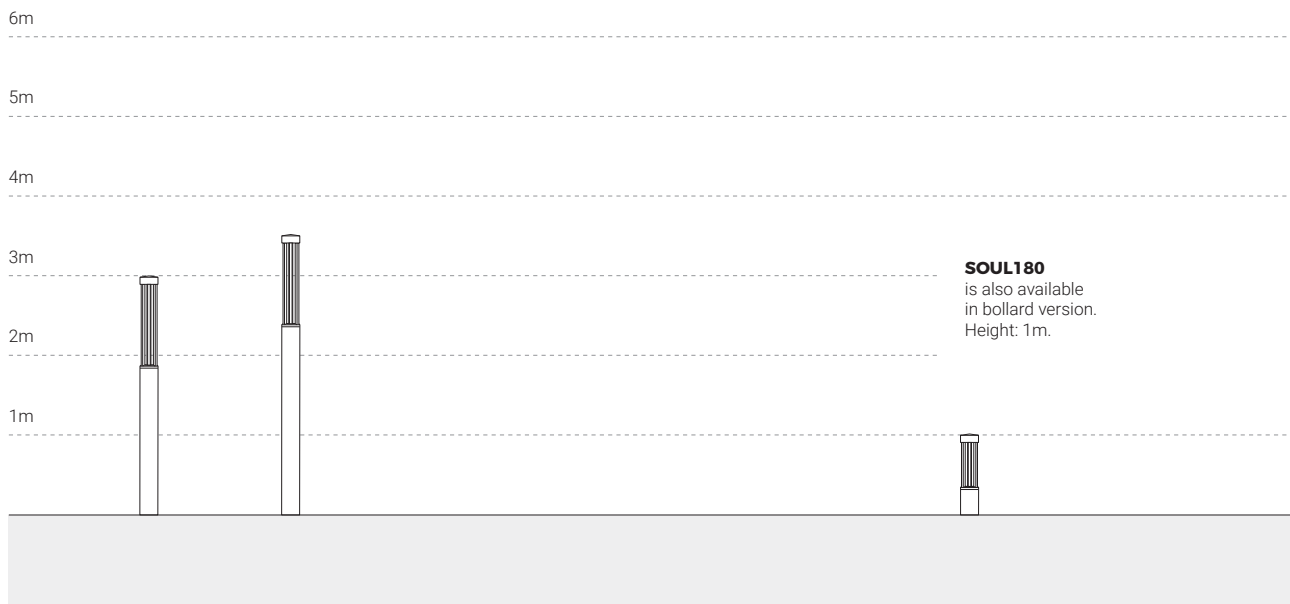 6m
5m
4m
3m
SOUL180
is also available
in bollard version.
Height: 1m.
2m
1m